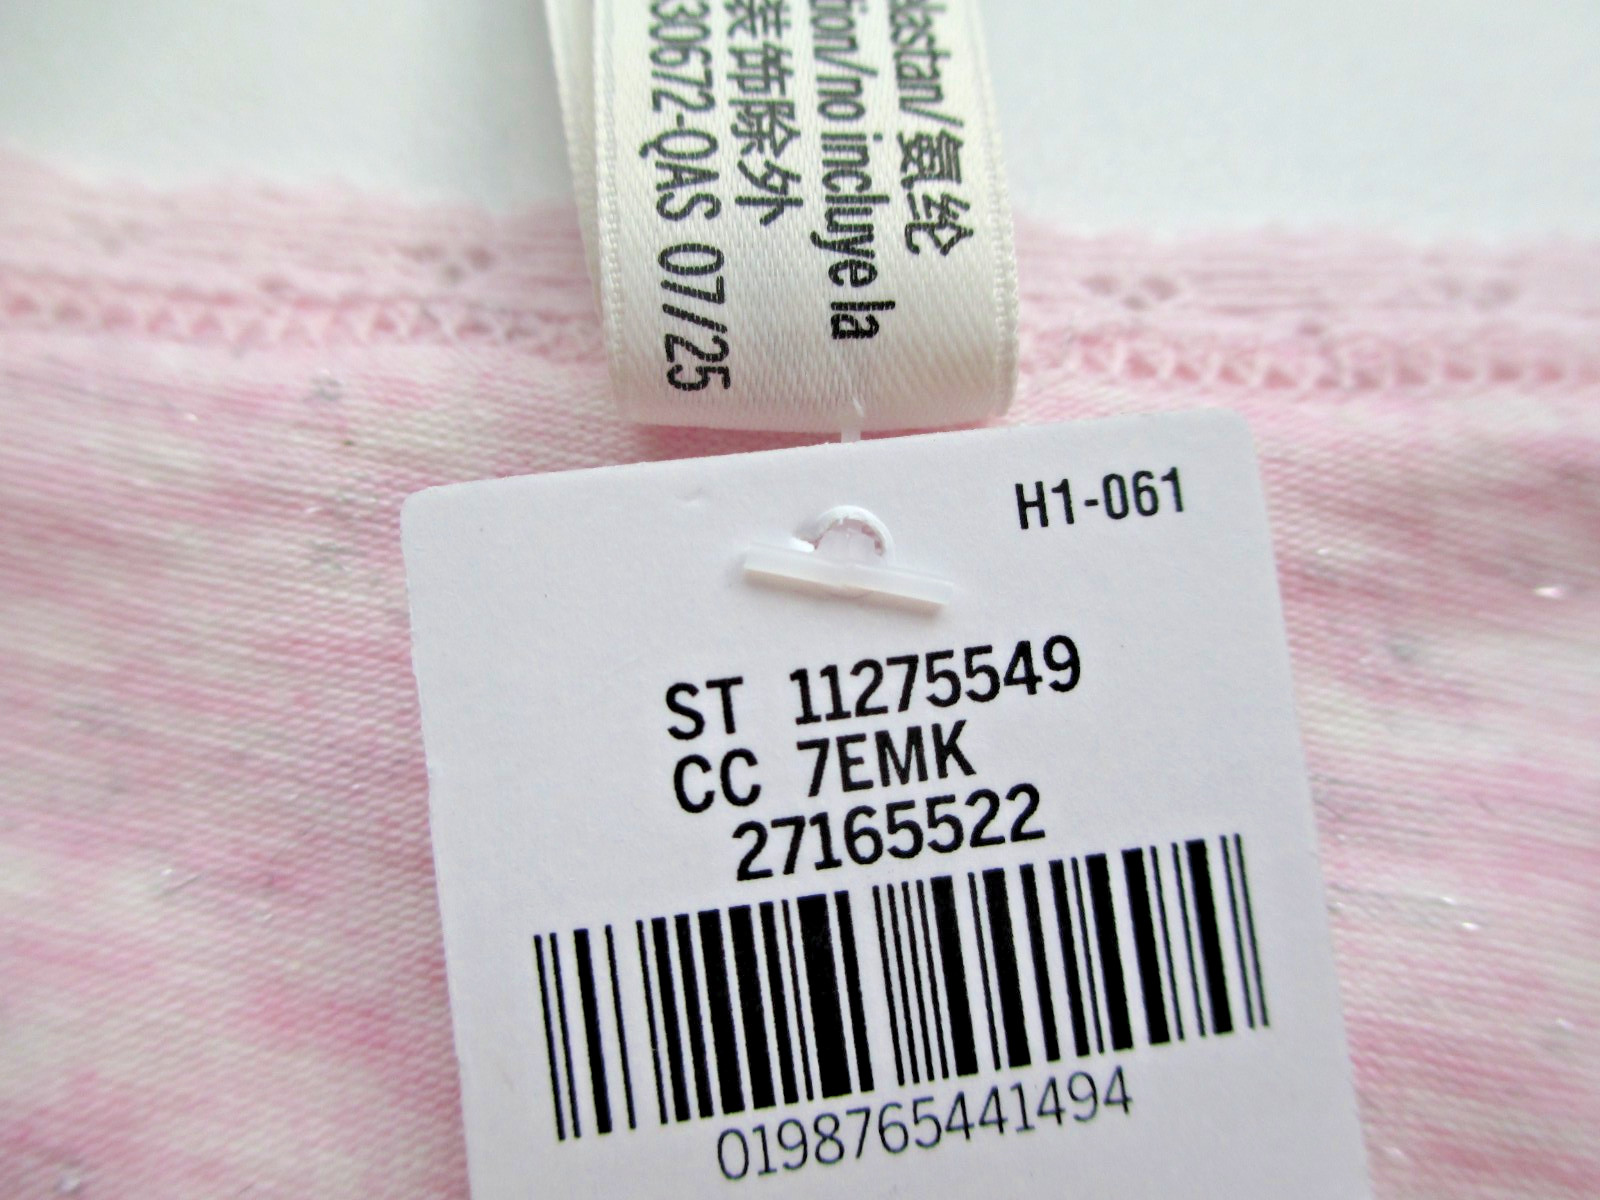 elastan/氨纶
tion/no incluye la
装饰除外
30672-QAS 07/25
H1-061
ST 11275549
CC 7EMK
27165522
0198765441494